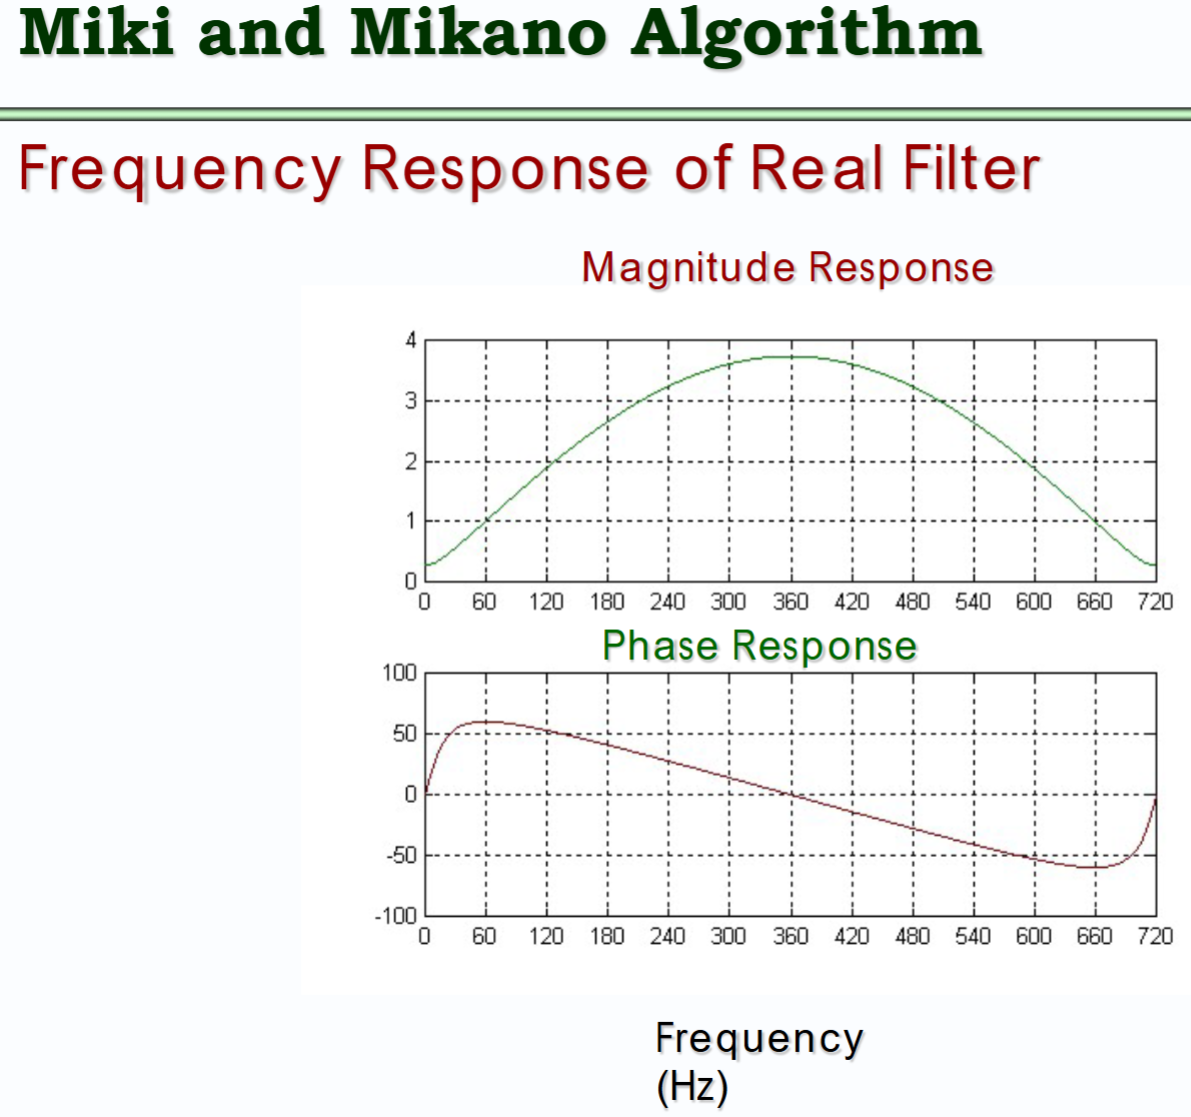 Miki and Mikano Algorithm
Frequency Response of Real Filter
Magnitude Response
4
3
2
1
0
0 60 120 180 240 300 360 420 480 540 600 660 720
Phase Response
100
50
0
-50
-100
0 60 120 180 240 300 360 420 480 540 600 660 720
Frequency
(Hz)